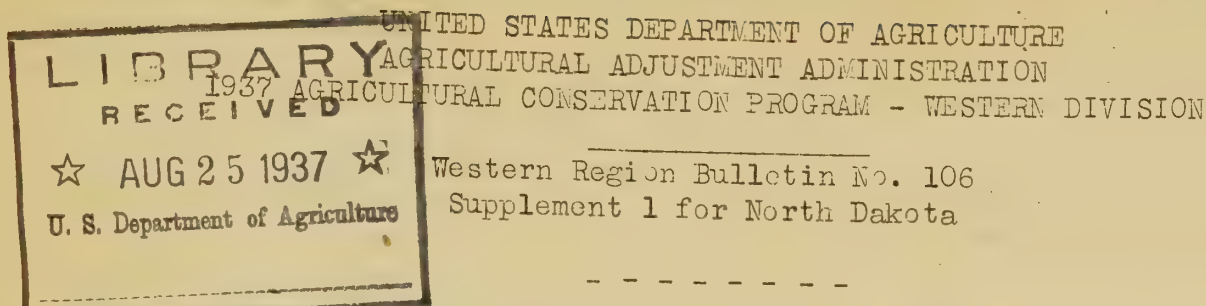 UNITED STATES DEPARTMENT OF AGRICULTURE
AGRICULTURAL ADJUSTMENT ADMINISTRATION
1937 AGRICULTURAL CONSERVATION PROGRAM - WESTERN DIVISION
LIBRARY
RECEIVED
☆ AUG 25 1937 ☆
U. S. Department of Agriculture
Western Region Bulletin No. 106
Supplement 1 for North Dakota